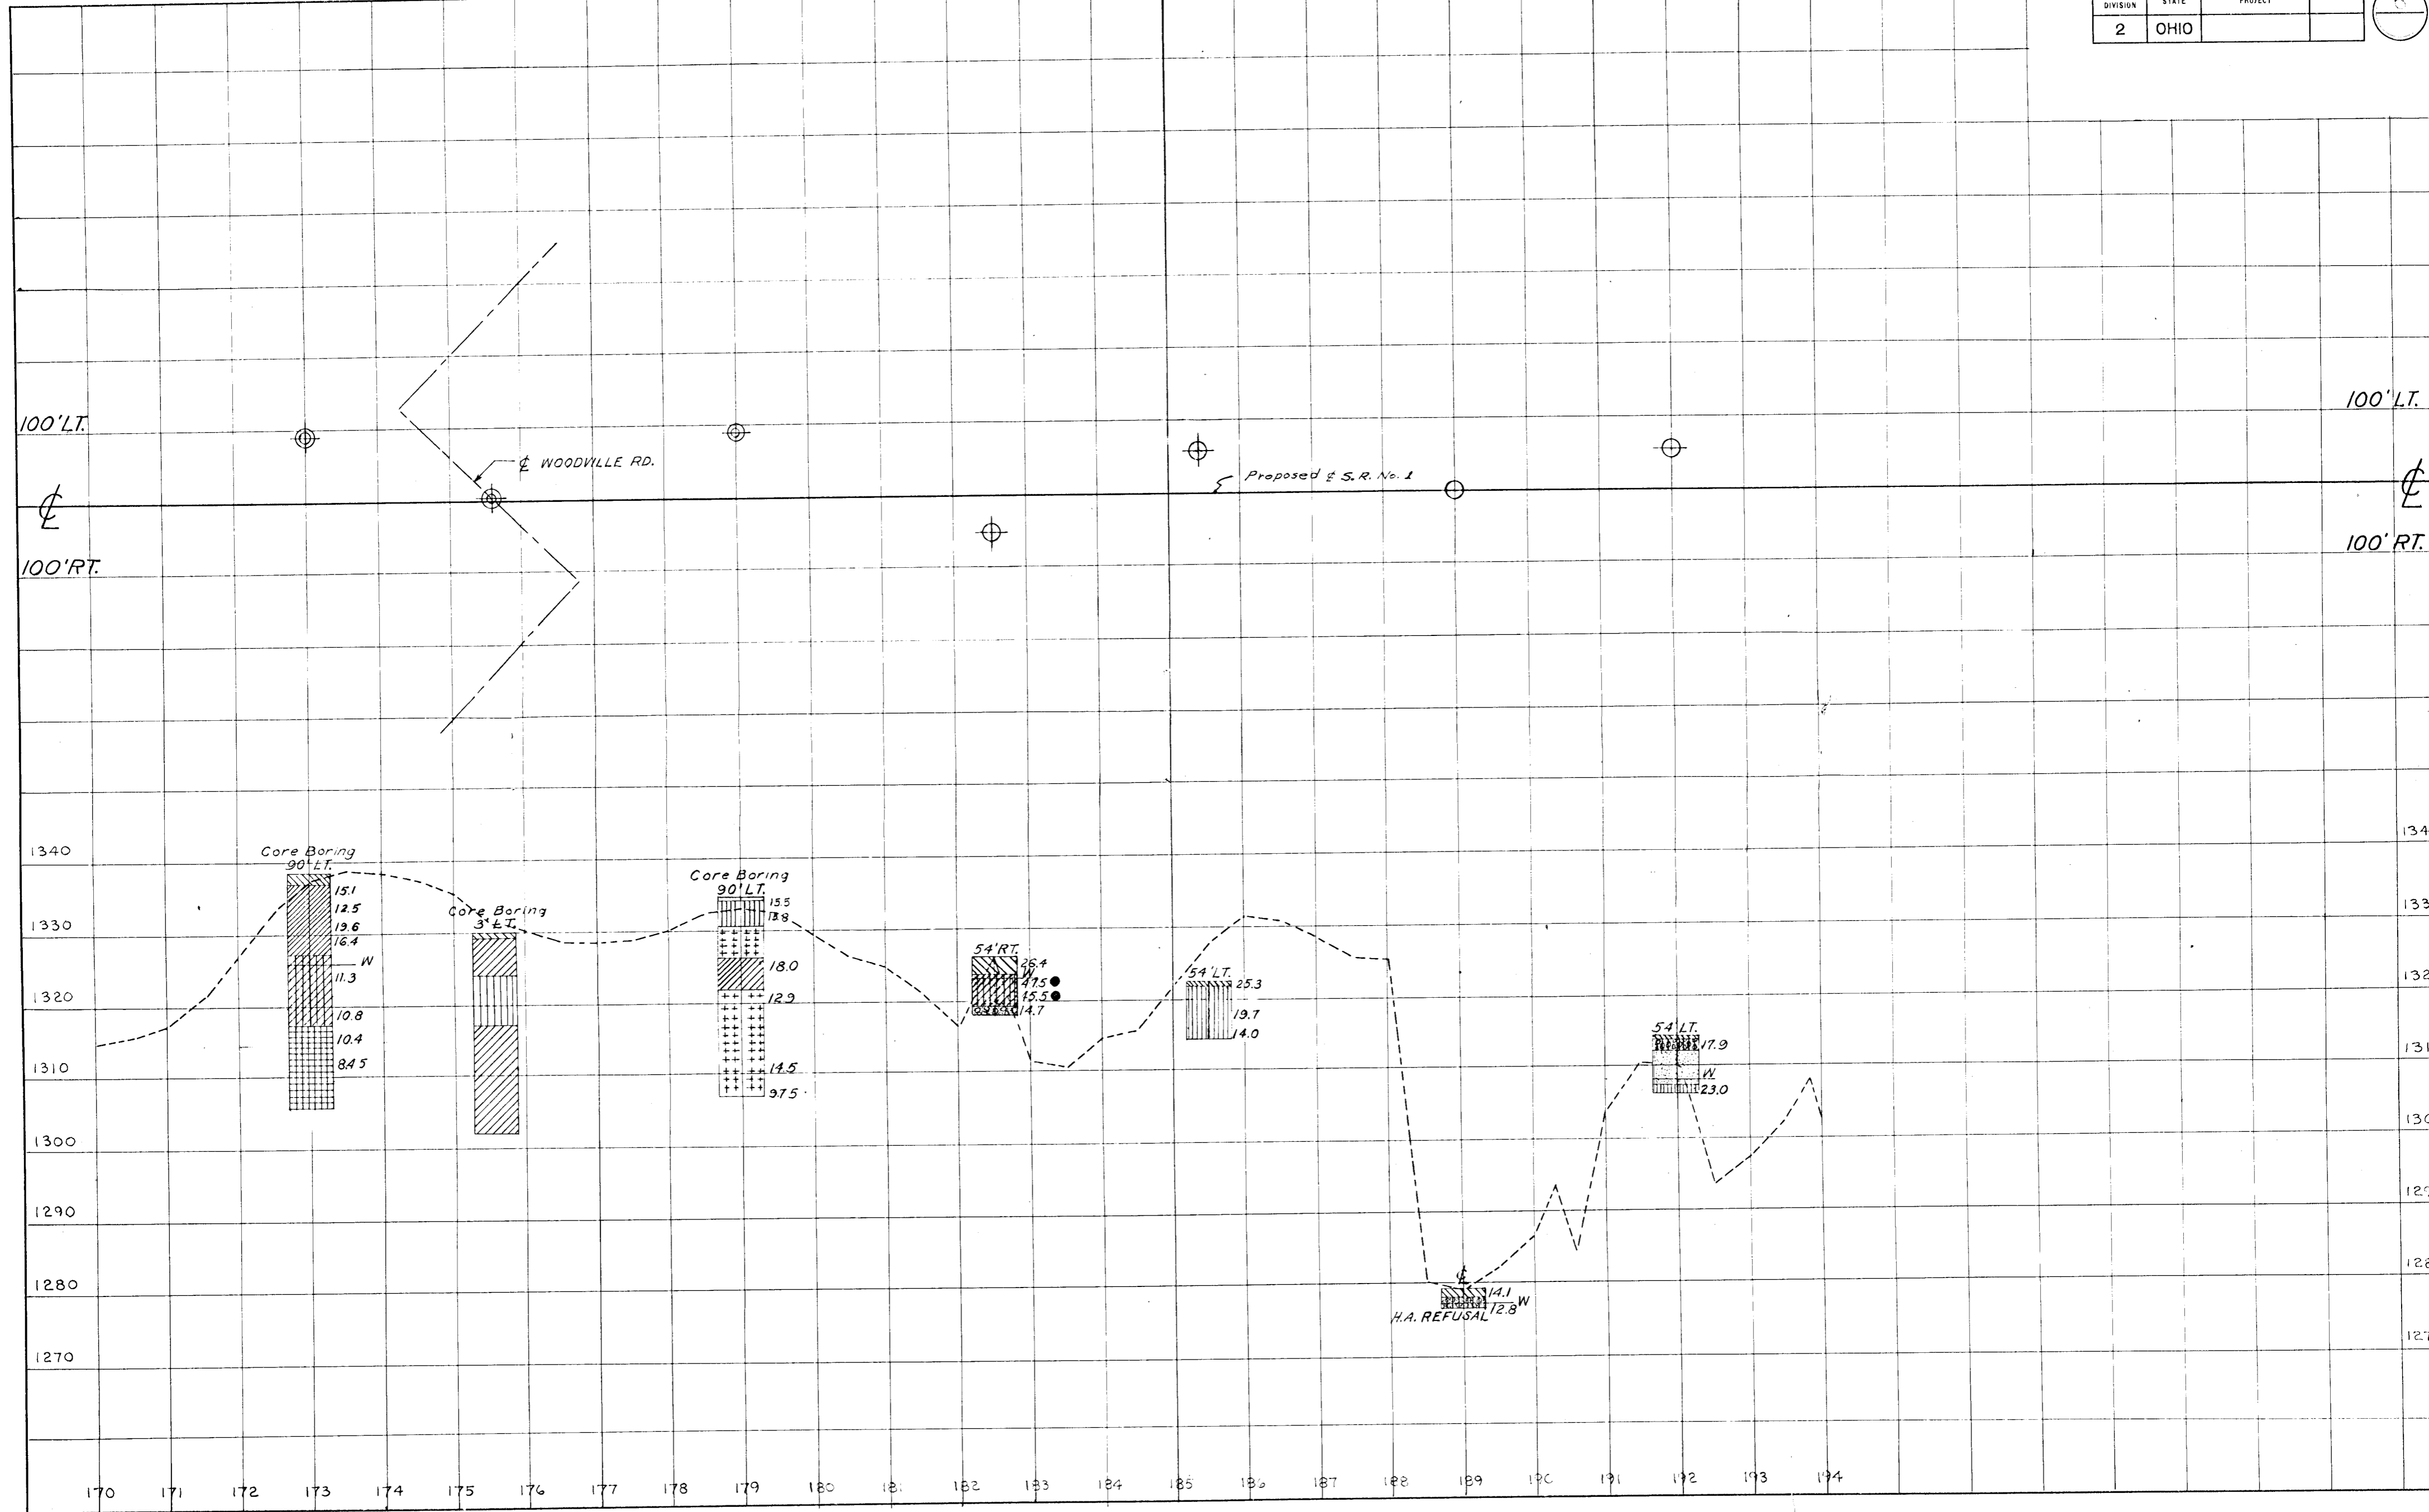 DIVISION STATE PROJECT
2 OHIO
100'LT. 100'LT.
℄ WOODVILLE RD.
Proposed ℄ S.R. No. 1
℄ ℄
100'RT. 100' RT.
1340
1330
1320
1310
1300
1290
1280
1270
Core Boring
90' LT.
15.1
12.5
19.6
16.4
W
11.3
10.8
10.4
8.45
Core Boring
3' LT.
Core Boring
90' LT.
15.5
13.8
18.0
12.9
14.5
9.75
54' RT.
26.4
W
47.5
15.5
14.7
54' LT.
25.3
19.7
14.0
℄
14.1
W
12.8
H.A. REFUSAL
54' LT.
17.9
W
23.0
170 171 172 173 174 175 176 177 178 179 180 181 182 183 184 185 186 187 188 189 190 191 192 193 194